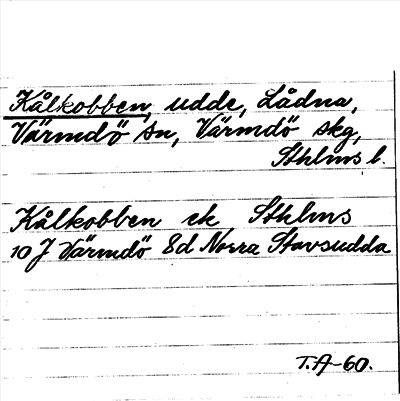 Kålkobben, udde, Lådna,
Värmdö sn, Värmdö skg,
Sthlms l.
Kålkobben ek Sthlms
10 J Värmdö 8d Norra Stavsudda
T.A-60.